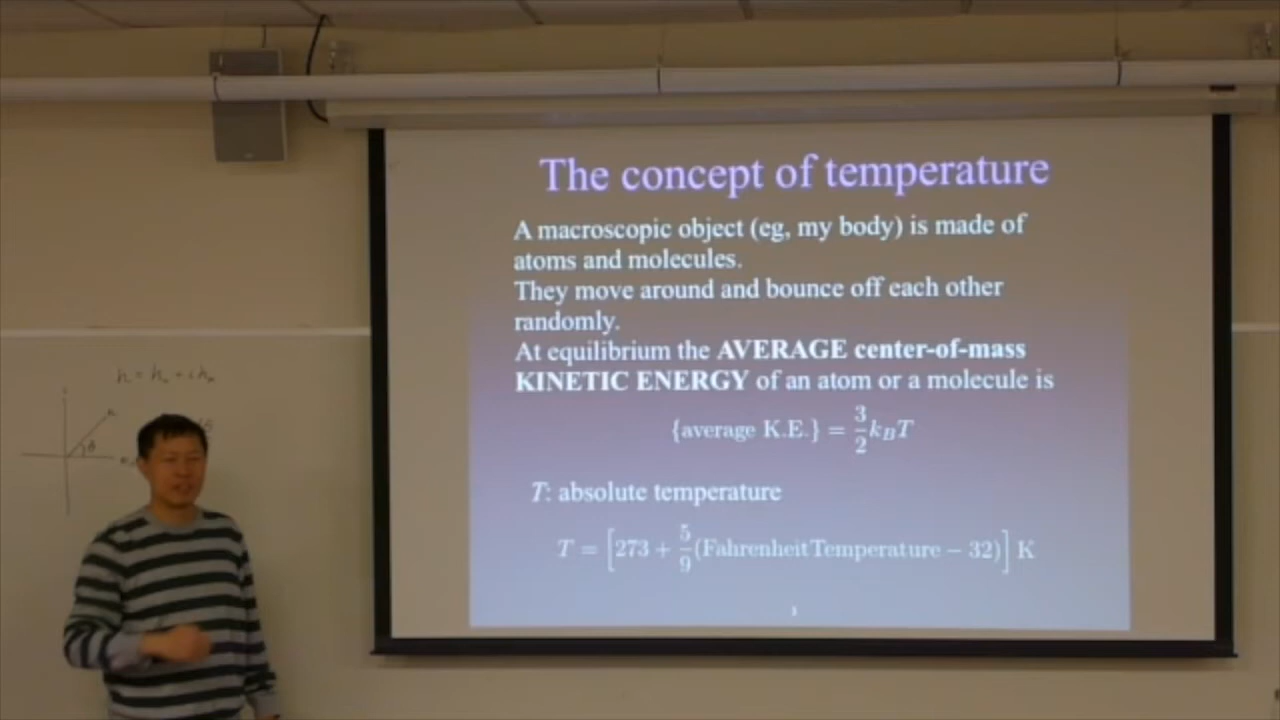 The concept of temperature
A macroscopic object (eg, my body) is made of
atoms and molecules.
They move around and bounce off each other
randomly.
At equilibrium the AVERAGE center-of-mass
KINETIC ENERGY of an atom or a molecule is
{average K.E.} = 3/2 k_B T
T: absolute temperature
T = [273 + 5/9 (FahrenheitTemperature − 32)] K
θ